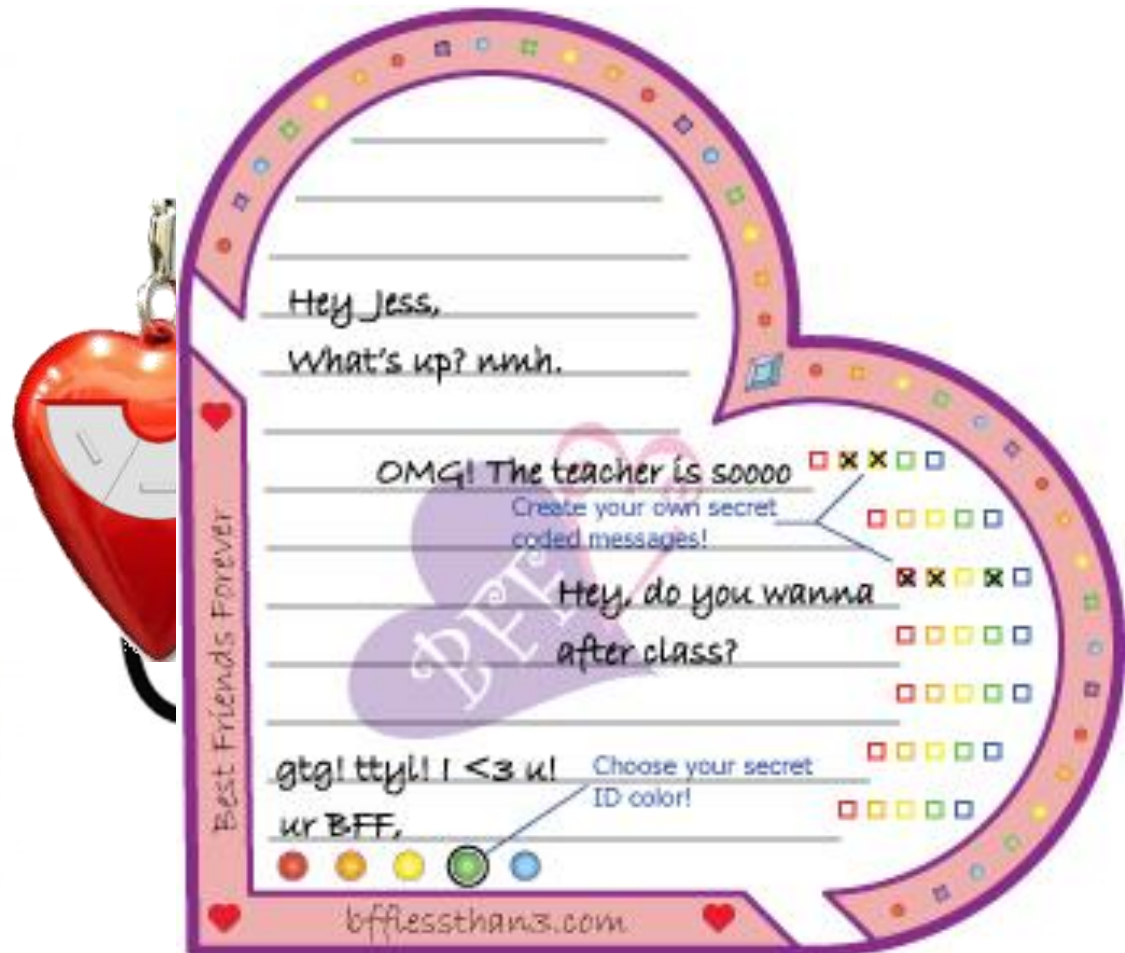 Hey Jess,
What's up? nmh.
OMG! The teacher is soooo
Create your own secret
coded messages!
Hey, do you wanna
after class?
BFF
gtg! ttyl! I <3 u!
Choose your secret
ID color!
ur BFF,
Best Friends Forever
bfflessthan3.com